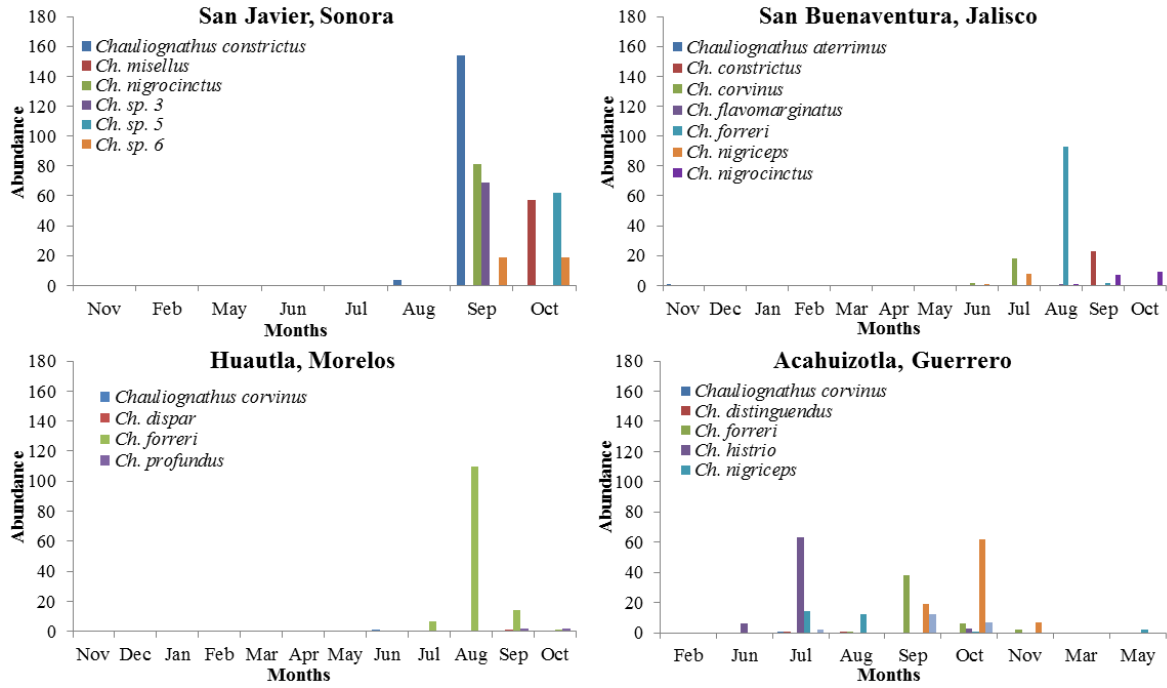 San Javier, Sonora
180
160
140
120
100
80
60
40
20
0
Abundance
Chauliognathus constrictus
Ch. misellus
Ch. nigrocinctus
Ch. sp. 3
Ch. sp. 5
Ch. sp. 6
Nov Feb May Jun Jul Aug Sep Oct
Months
San Buenaventura, Jalisco
180
160
140
120
100
80
60
40
20
0
Abundance
Chauliognathus aterrimus
Ch. constrictus
Ch. corvinus
Ch. flavomarginatus
Ch. forreri
Ch. nigriceps
Ch. nigrocinctus
Nov Dec Jan Feb Mar Apr May Jun Jul Aug Sep Oct
Months
Huautla, Morelos
180
160
140
120
100
80
60
40
20
0
Abundance
Chauliognathus corvinus
Ch. dispar
Ch. forreri
Ch. profundus
Nov Dec Jan Feb Mar Apr May Jun Jul Aug Sep Oct
Months
Acahuizotla, Guerrero
180
160
140
120
100
80
60
40
20
0
Abundance
Chauliognathus corvinus
Ch. distinguendus
Ch. forreri
Ch. histrio
Ch. nigriceps
Feb Jun Jul Aug Sep Oct Nov Mar May
Months